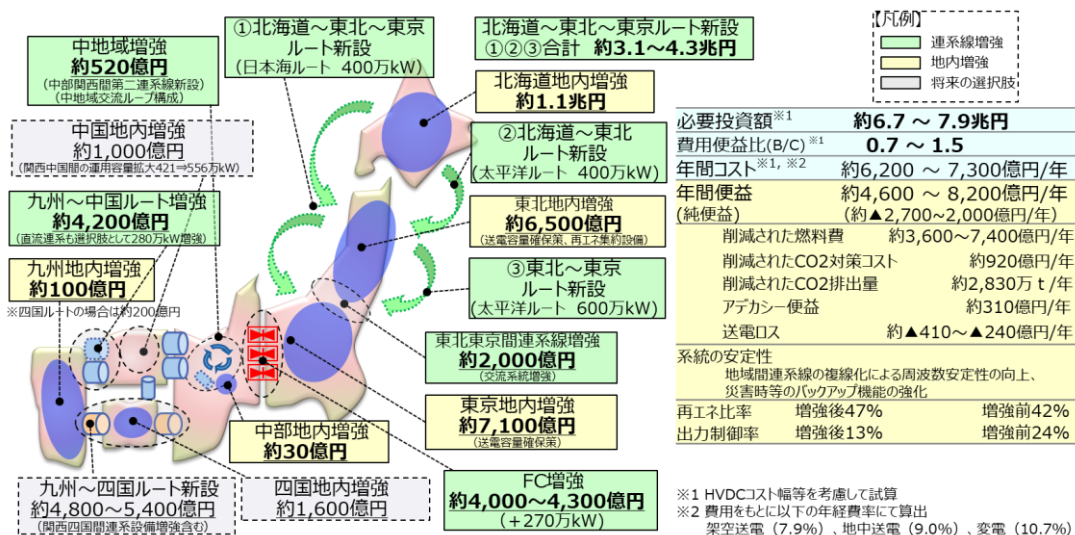 中地域増強
約520億円
(中部関西間第二連系線新設)
(中地域交流ループ構成)
中国地内増強
約1,000億円
(関西中国間の運用容量拡大421⇒556万kW)
九州～中国ルート増強
約4,200億円
(直流連系も選択肢として280万kW増強)
九州地内増強
約100億円
※四国ルートの場合は約200億円
①北海道～東北～東京
ルート新設
(日本海ルート 400万kW)
北海道～東北～東京ルート新設
①②③合計 約3.1～4.3兆円
北海道地内増強
約1.1兆円
②北海道～東北
ルート新設
(太平洋ルート 400万kW)
東北地内増強
約6,500億円
(送電容量確保策、再エネ集約設備)
③東北～東京
ルート新設
(太平洋ルート 600万kW)
東北東京間連系線増強
約2,000億円
(交流系統増強)
東京地内増強
約7,100億円
(送電容量確保策)
中部地内増強
約30億円
九州～四国ルート新設
約4,800～5,400億円
(関西四国間連系設備増強含む)
四国地内増強
約1,600億円
FC増強
約4,000～4,300億円
(+270万kW)
【凡例】
連系線増強
地内増強
将来の選択肢
必要投資額※1 約6.7 ～ 7.9兆円
費用便益比(B/C) ※1 0.7 ～ 1.5
年間コスト※1, ※2 約6,200 ～ 7,300億円/年
年間便益 約4,600 ～ 8,200億円/年
(純便益) (約▲2,700~2,000億円/年)
削減された燃料費 約3,600～7,400億円/年
削減されたCO2対策コスト 約920億円/年
削減されたCO2排出量 約2,830万ｔ/年
アデカシー便益 約310億円/年
送電ロス 約▲410～▲240億円/年
系統の安定性
地域間連系線の複線化による周波数安定性の向上、
災害時等のバックアップ機能の強化
再エネ比率 増強後47% 増強前42%
出力制御率 増強後13% 増強前24%
※1 HVDCコスト幅等を考慮して試算
※2 費用をもとに以下の年経費率にて算出
架空送電（7.9%）、地中送電（9.0%）、変電（10.7%）